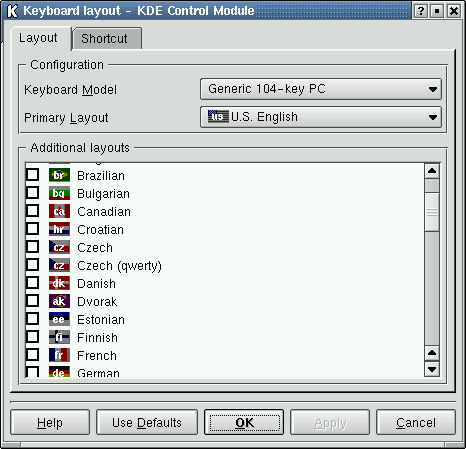 Keyboard layout - KDE Control Module
Layout Shortcut
Configuration
Keyboard Model Generic 104-key PC
Primary Layout us U.S. English
Additional layouts
br Brazilian
bg Bulgarian
ca Canadian
hr Croatian
cz Czech
cz Czech (qwerty)
dk Danish
ak Dvorak
ee Estonian
fi Finnish
fr French
de German
Help Use Defaults OK Apply Cancel